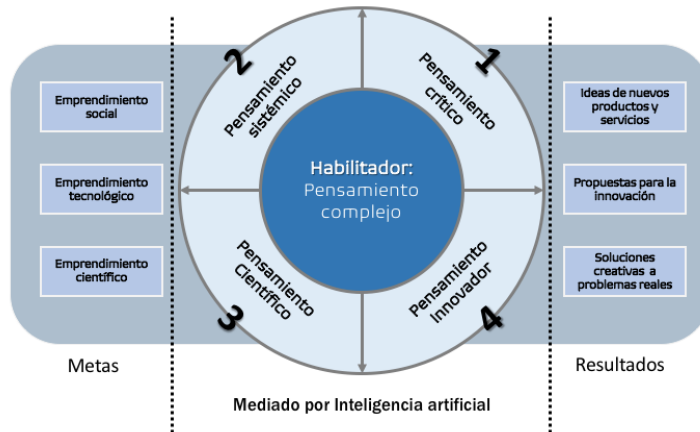 Emprendimiento
social
Emprendimiento
tecnológico
Emprendimiento
científico
Metas
2
Pensamiento
sistémico
1
Pensamiento
crítico
Habilitador:
Pensamiento
complejo
3
Pensamiento
Científico
4
Pensamiento
Innovador
Mediado por Inteligencia artificial
Ideas de nuevos
productos y
servicios
Propuestas para la
innovación
Soluciones
creativas a
problemas reales
Resultados